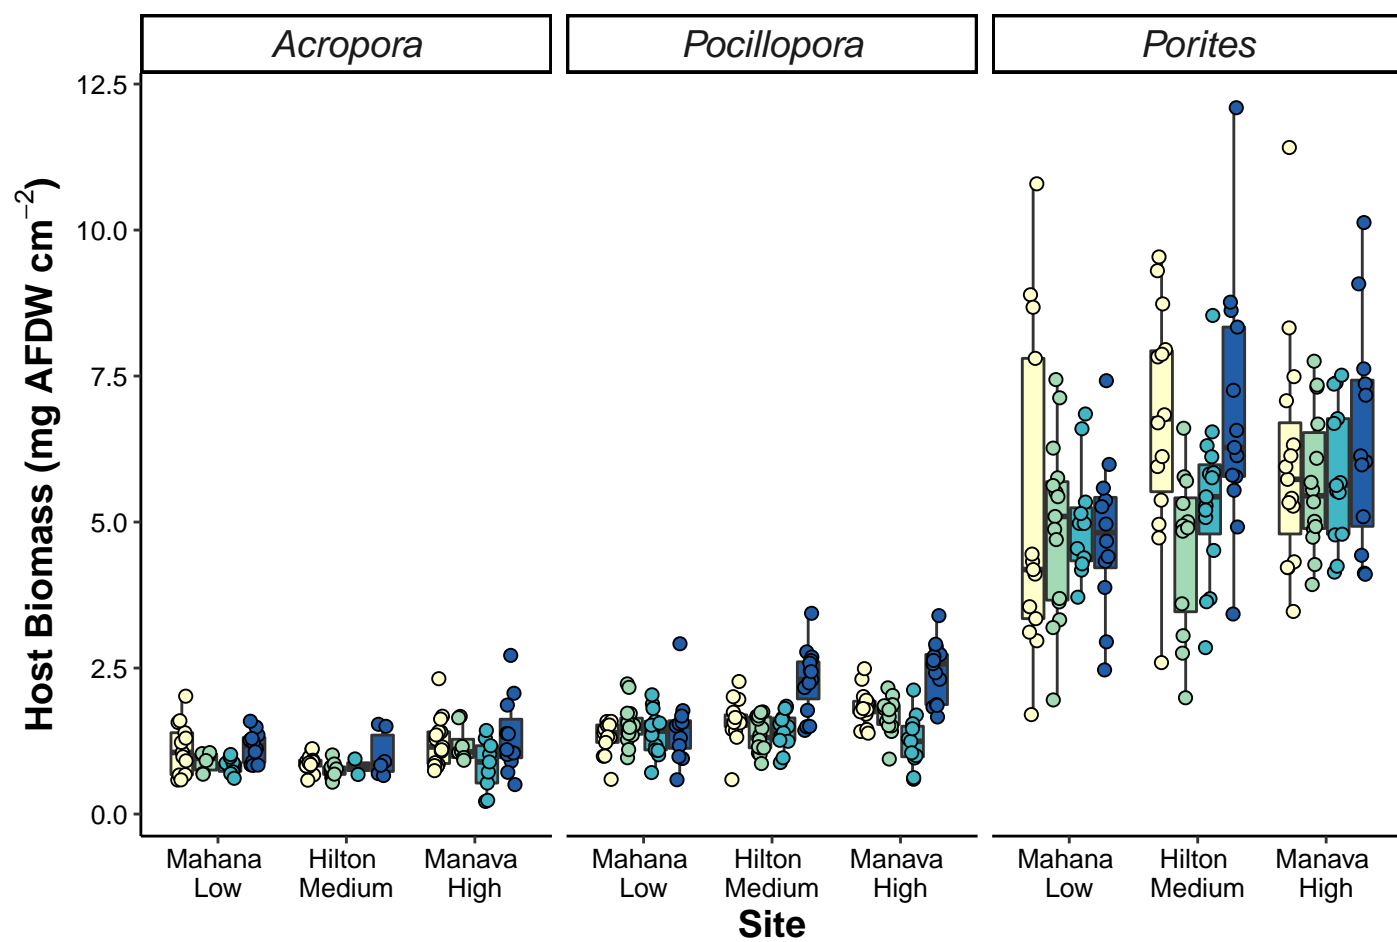 Acropora
Pocillopora
Porites
Host Biomass (mg AFDW cm⁻²)
12.5
10.0
7.5
5.0
2.5
0.0
Mahana
Low
Hilton
Medium
Manava
High
Mahana
Low
Hilton
Medium
Manava
High
Mahana
Low
Hilton
Medium
Manava
High
Site